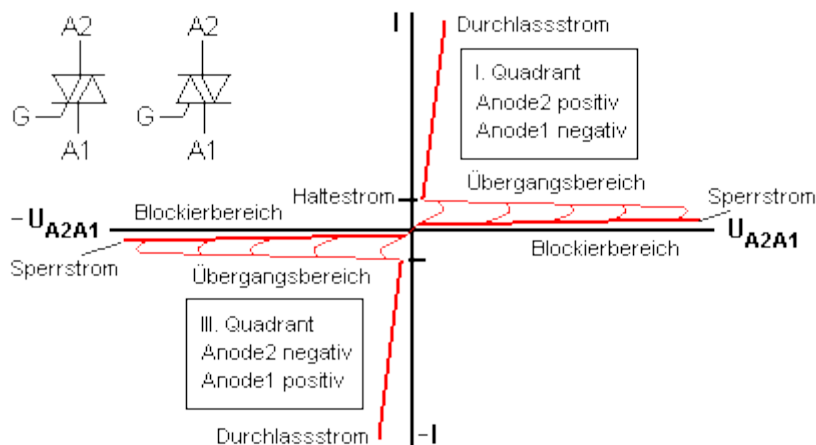 A2
A2
G
G
A1
A1
I
Durchlassstrom
I. Quadrant
Anode2 positiv
Anode1 negativ
Haltestrom
Übergangsbereich
Sperrstrom
-U A2A1
Blockierbereich
U A2A1
Blockierbereich
Sperrstrom
Übergangsbereich
III. Quadrant
Anode2 negativ
Anode1 positiv
Durchlassstrom
-I